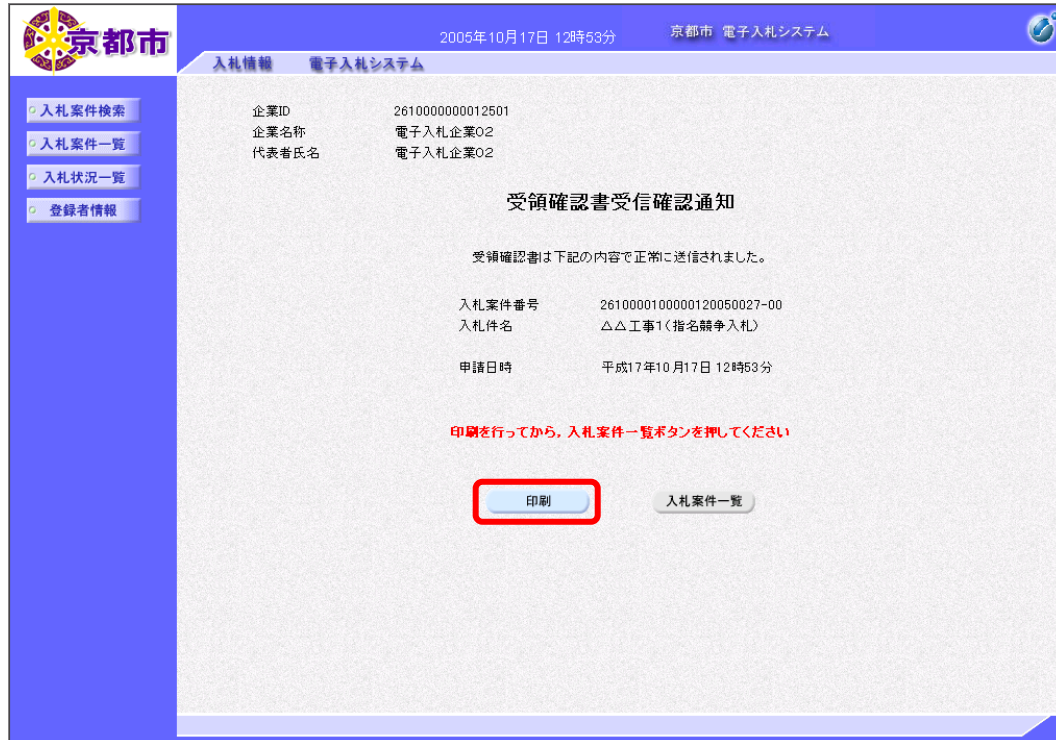 京都市
2005年10月17日 12時53分 京都市 電子入札システム
入札情報 電子入札システム
入札案件検索
入札案件一覧
入札状況一覧
登録者情報
企業ID 2610000000012501
企業名称 電子入札企業02
代表者氏名 電子入札企業02
受領確認書受信確認通知
受領確認書は下記の内容で正常に送信されました。
入札案件番号 2610000100000120050027-00
入札件名 △△工事1(指名競争入札)
申請日時 平成17年10月17日 12時53分
印刷を行ってから，入札案件一覧ボタンを押してください
印刷 入札案件一覧